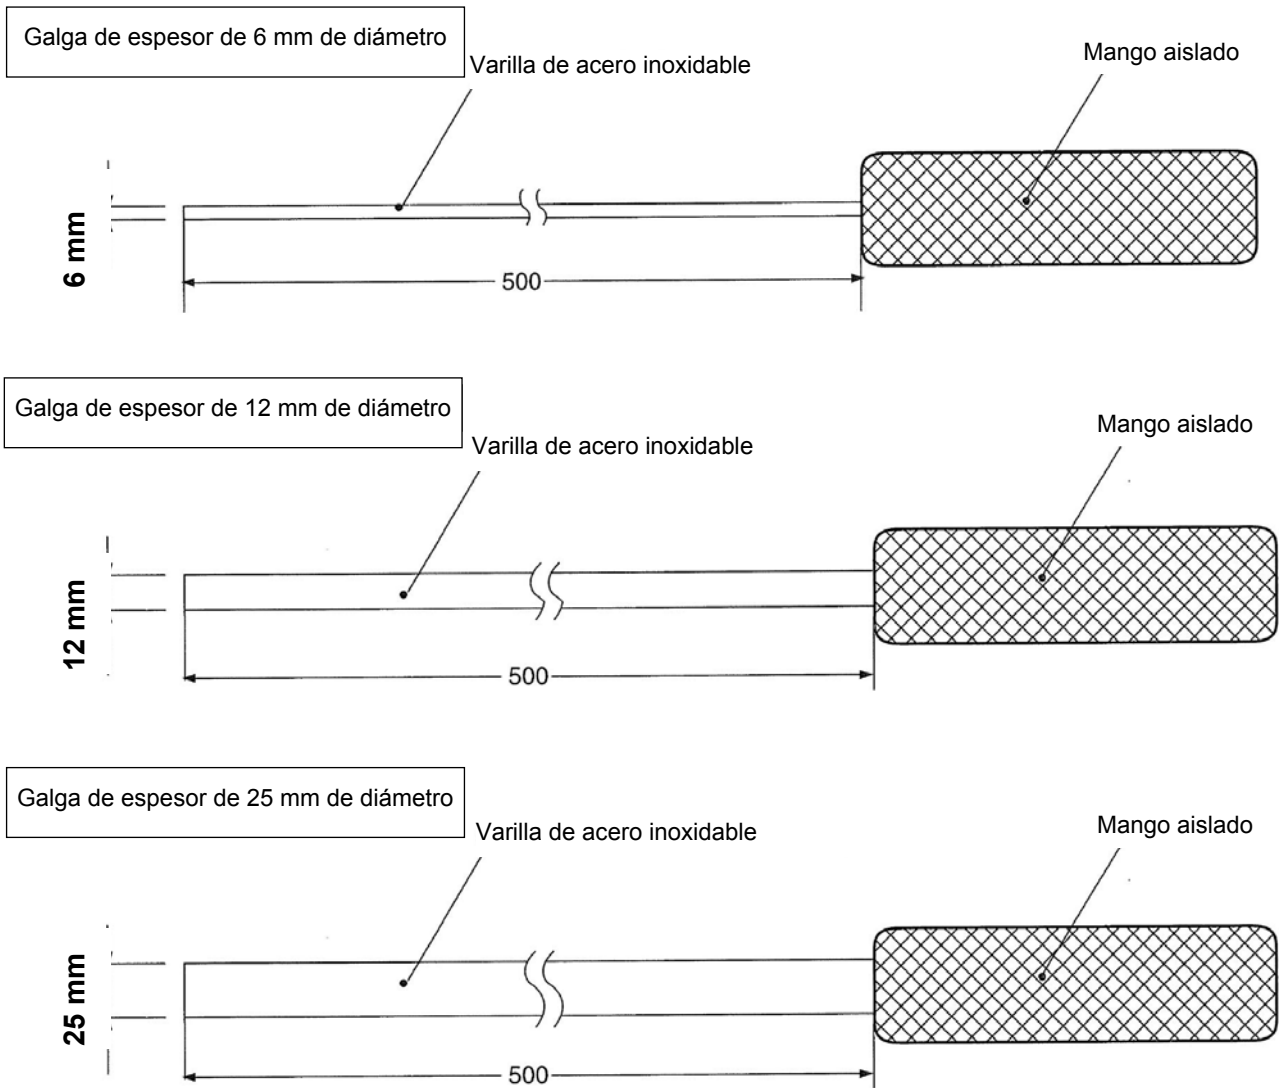 Galga de espesor de 6 mm de diámetro
Varilla de acero inoxidable
Mango aislado
6 mm
500
Galga de espesor de 12 mm de diámetro
Varilla de acero inoxidable
Mango aislado
12 mm
500
Galga de espesor de 25 mm de diámetro
Varilla de acero inoxidable
Mango aislado
25 mm
500